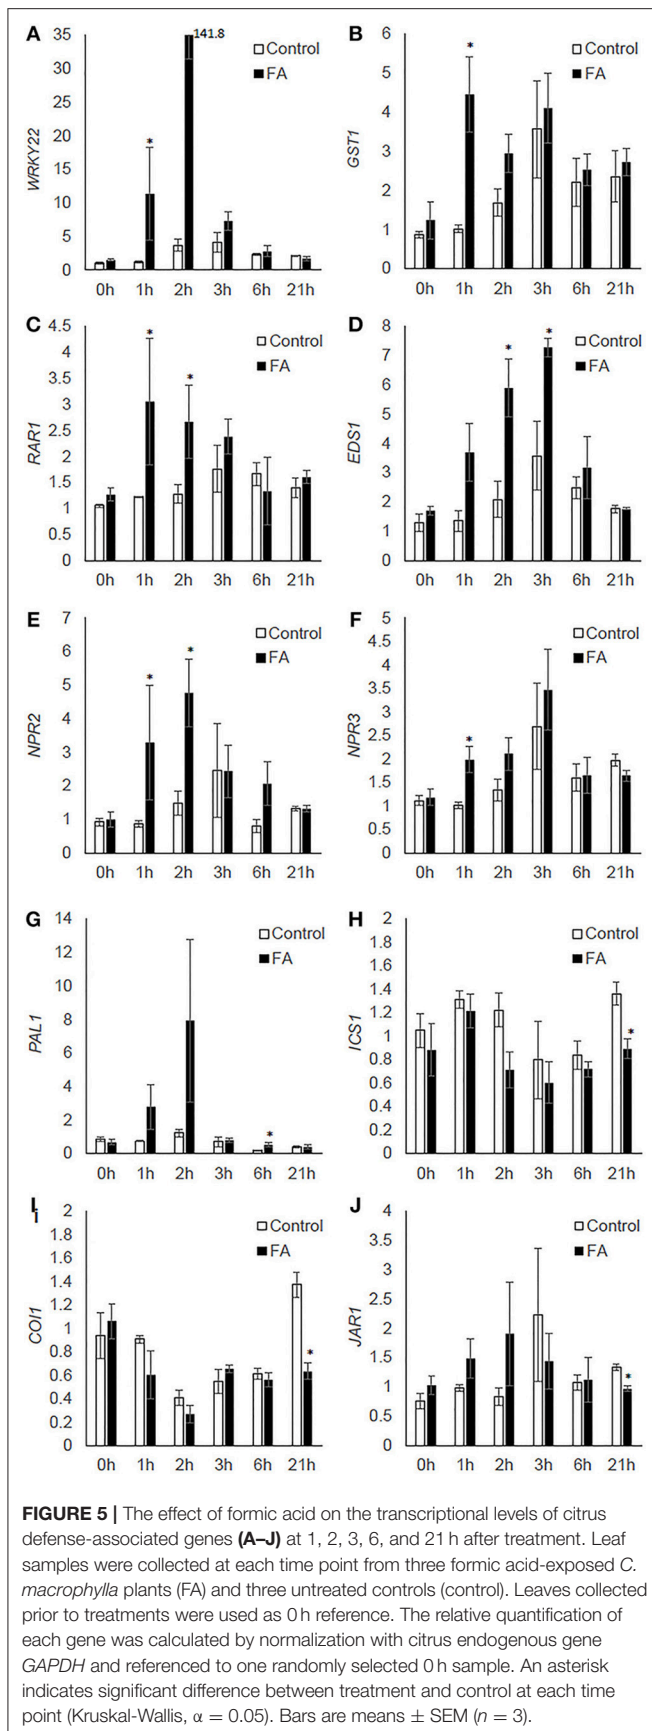 A
35
30
25
20
15
10
5
0
WRKY22
141.8
Control
FA
*
0h 1h 2h 3h 6h 21h
B
6
5
4
3
2
1
0
GST1
*
Control
FA
0h 1h 2h 3h 6h 21h
C
4.5
4
3.5
3
2.5
2
1.5
1
0.5
0
RAR1
*
*
Control
FA
0h 1h 2h 3h 6h 21h
D
8
7
6
5
4
3
2
1
0
EDS1
*
*
Control
FA
0h 1h 2h 3h 6h 21h
E
7
6
5
4
3
2
1
0
NPR2
*
*
Control
FA
0h 1h 2h 3h 6h 21h
F
5
4.5
4
3.5
3
2.5
2
1.5
1
0.5
0
NPR3
*
Control
FA
0h 1h 2h 3h 6h 21h
G
14
12
10
8
6
4
2
0
PAL1
Control
FA
*
0h 1h 2h 3h 6h 21h
H
2
1.8
1.6
1.4
1.2
1
0.8
0.6
0.4
0.2
0
ICS1
Control
FA
*
0h 1h 2h 3h 6h 21h
I
i
2
1.8
1.6
1.4
1.2
1
0.8
0.6
0.4
0.2
0
COI1
Control
FA
*
0h 1h 2h 3h 6h 21h
J
4
3.5
3
2.5
2
1.5
1
0.5
0
JAR1
Control
FA
*
0h 1h 2h 3h 6h 21h
FIGURE 5 | The effect of formic acid on the transcriptional levels of citrus
defense-associated genes (A–J) at 1, 2, 3, 6, and 21 h after treatment. Leaf
samples were collected at each time point from three formic acid-exposed C.
macrophylla plants (FA) and three untreated controls (control). Leaves collected
prior to treatments were used as 0 h reference. The relative quantification of
each gene was calculated by normalization with citrus endogenous gene
GAPDH and referenced to one randomly selected 0 h sample. An asterisk
indicates significant difference between treatment and control at each time
point (Kruskal-Wallis, α = 0.05). Bars are means ± SEM (n = 3).